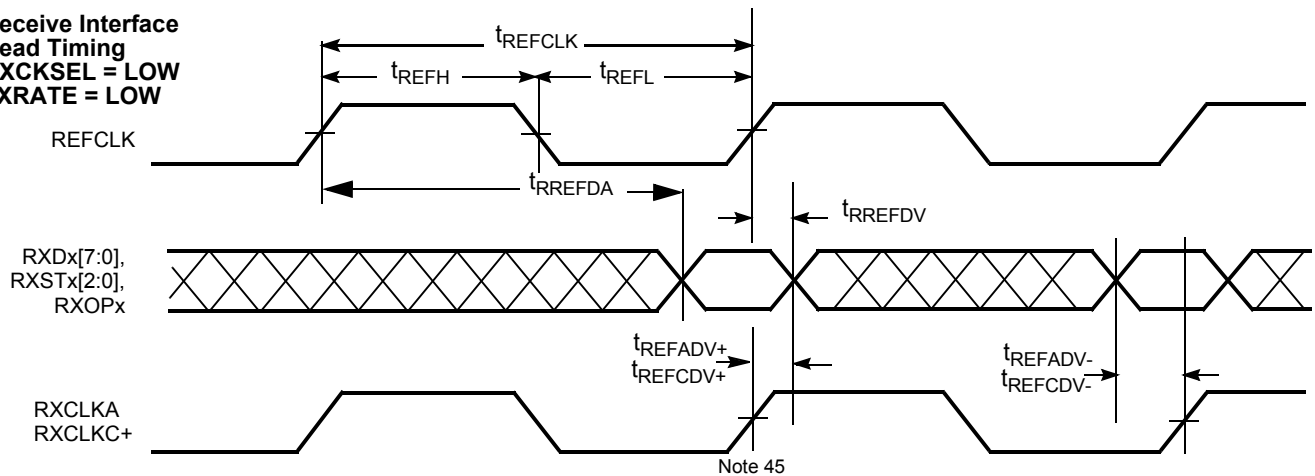 eceive Interface
ead Timing
XCKSEL = LOW
XRATE = LOW
tREFCLK
tREFH
tREFL
REFCLK
tRREFDA
tRREFDV
RXDx[7:0],
RXSTx[2:0],
RXOPx
tREFADV+
tREFCDV+
tREFADV-
tREFCDV-
RXCLKA
RXCLKC+
Note 45